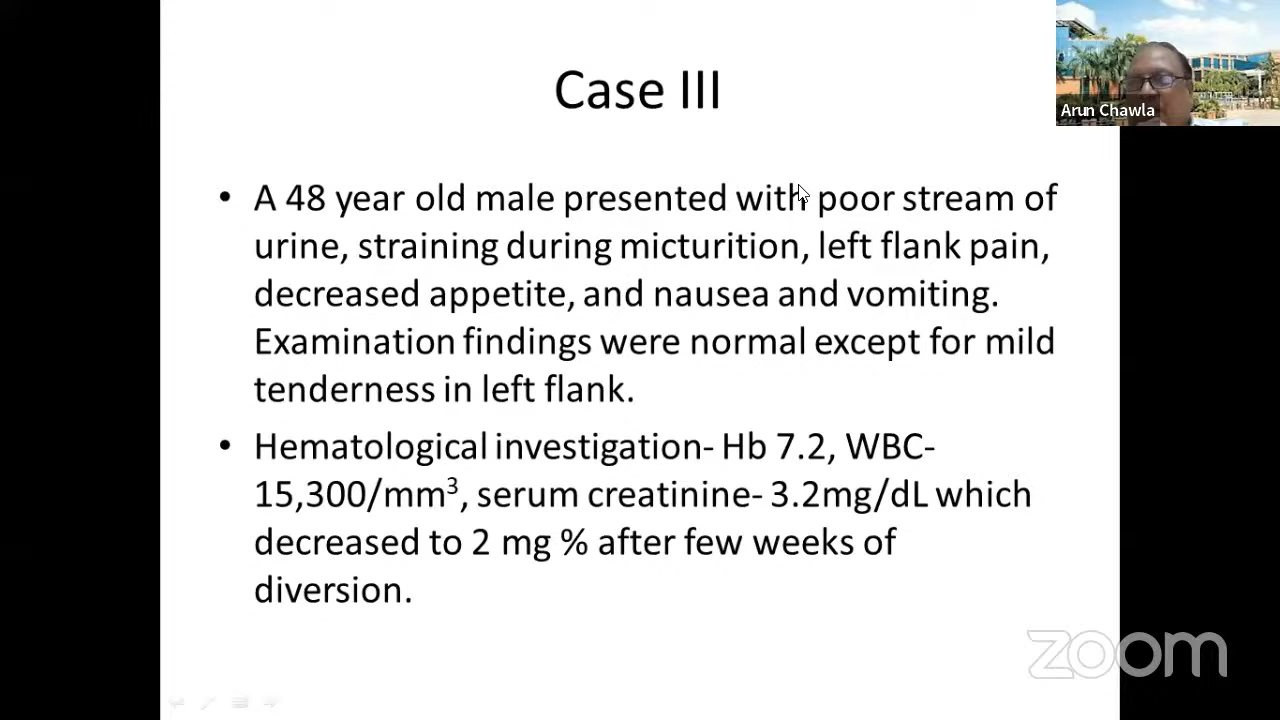 Case III
Arun Chawla
• A 48 year old male presented with poor stream of
urine, straining during micturition, left flank pain,
decreased appetite, and nausea and vomiting.
Examination findings were normal except for mild
tenderness in left flank.
• Hematological investigation- Hb 7.2, WBC-
15,300/mm³, serum creatinine- 3.2mg/dL which
decreased to 2 mg % after few weeks of
diversion.
zoom